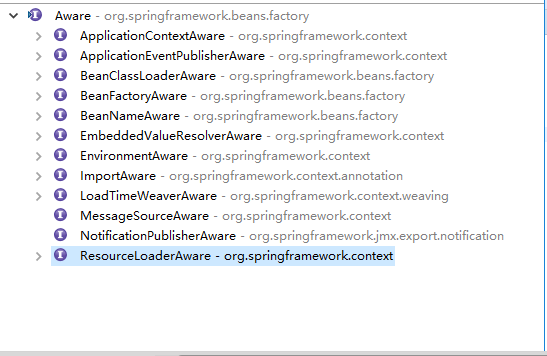 Aware - org.springframework.beans.factory
ApplicationContextAware - org.springframework.context
ApplicationEventPublisherAware - org.springframework.context
BeanClassLoaderAware - org.springframework.beans.factory
BeanFactoryAware - org.springframework.beans.factory
BeanNameAware - org.springframework.beans.factory
EmbeddedValueResolverAware - org.springframework.context
EnvironmentAware - org.springframework.context
ImportAware - org.springframework.context.annotation
LoadTimeWeaverAware - org.springframework.context.weaving
MessageSourceAware - org.springframework.context
NotificationPublisherAware - org.springframework.jmx.export.notification
ResourceLoaderAware - org.springframework.context